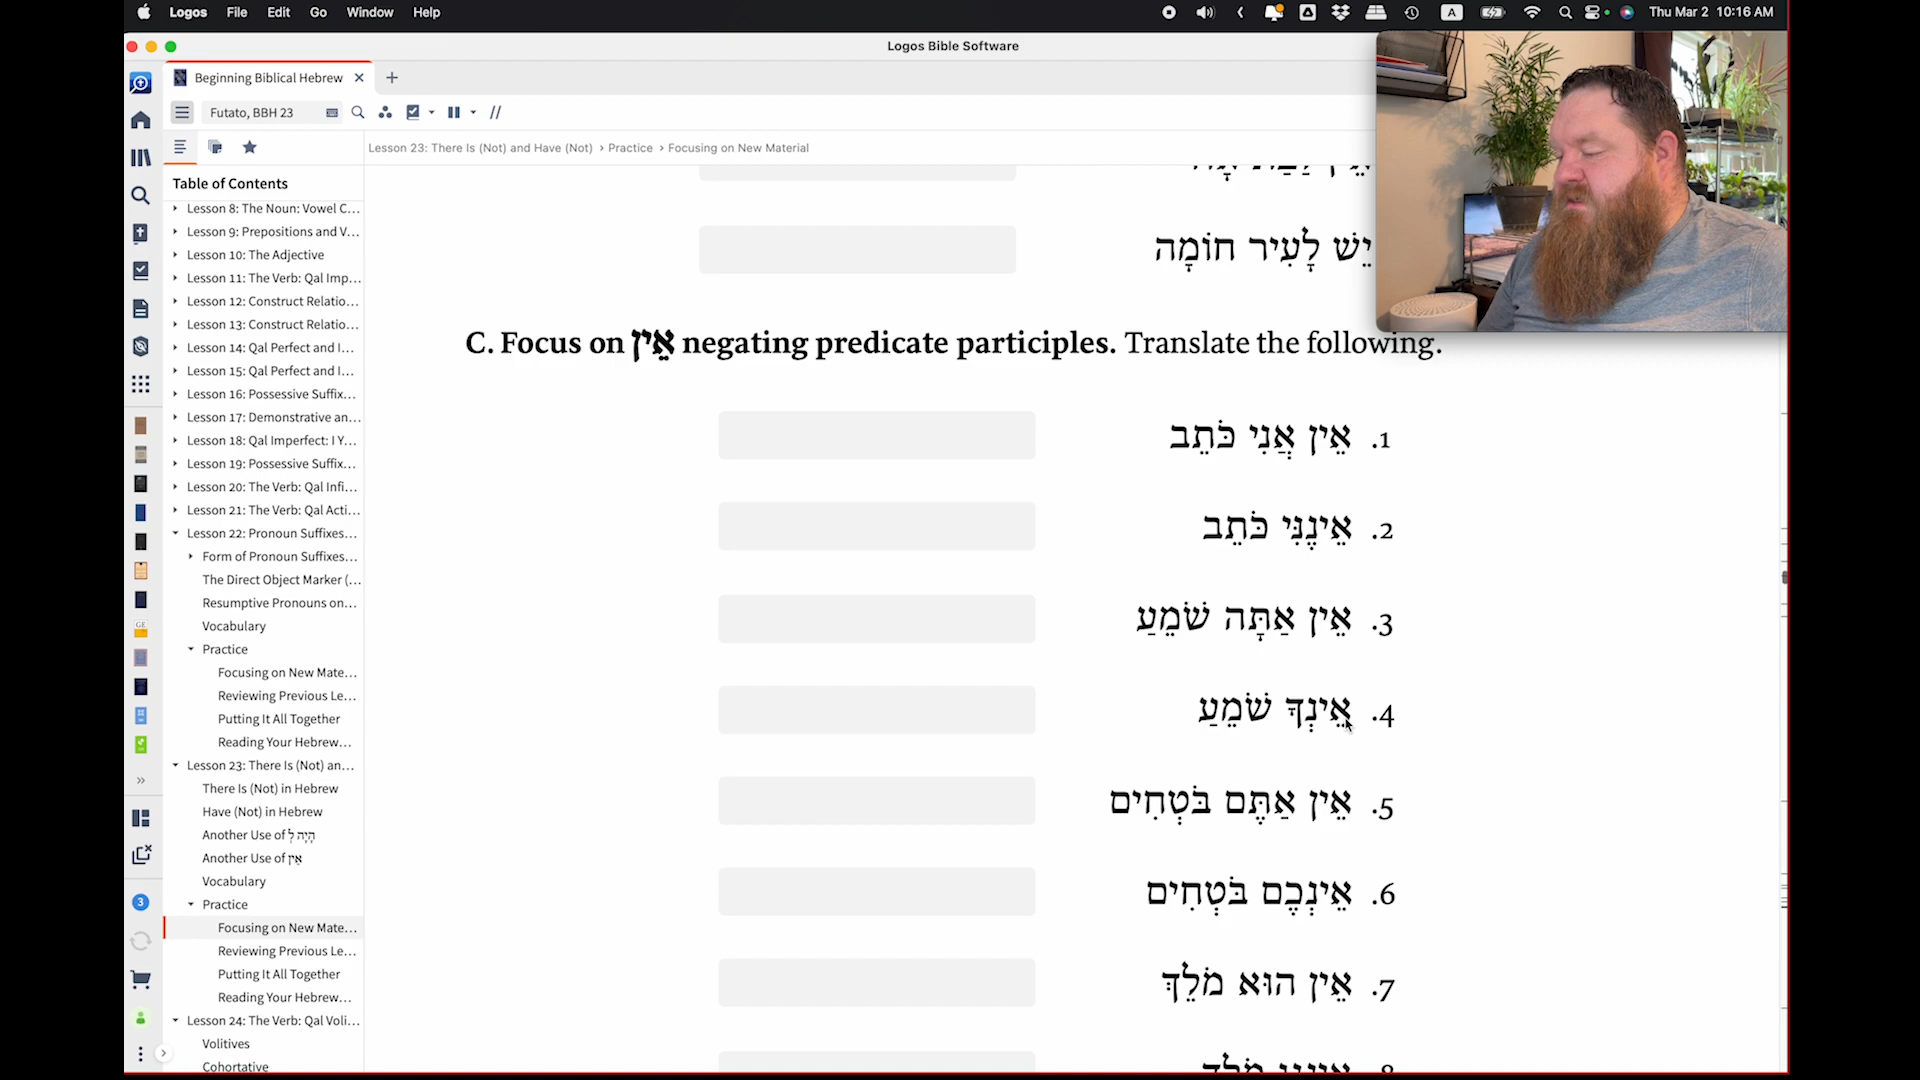 Logos File Edit Go Window Help
A Thu Mar 2 10:16 AM
Logos Bible Software
Beginning Biblical Hebrew
Futato, BBH 23
Lesson 23: There Is (Not) and Have (Not) › Practice › Focusing on New Material
Table of Contents
Lesson 8: The Noun: Vowel C...
Lesson 9: Prepositions and V...
Lesson 10: The Adjective
Lesson 11: The Verb: Qal Imp...
Lesson 12: Construct Relatio...
Lesson 13: Construct Relatio...
Lesson 14: Qal Perfect and I...
Lesson 15: Qal Perfect and I...
Lesson 16: Possessive Suffix...
Lesson 17: Demonstrative an...
Lesson 18: Qal Imperfect: I Y...
Lesson 19: Possessive Suffix...
Lesson 20: The Verb: Qal Infi...
Lesson 21: The Verb: Qal Acti...
Lesson 22: Pronoun Suffixes...
Form of Pronoun Suffixes...
The Direct Object Marker (...
Resumptive Pronouns on...
Vocabulary
Practice
Focusing on New Mate...
Reviewing Previous Le...
Putting It All Together
Reading Your Hebrew...
Lesson 23: There Is (Not) an...
There Is (Not) in Hebrew
Have (Not) in Hebrew
Another Use of הָיָה לְ
Another Use of אֵין
Vocabulary
Practice
Focusing on New Mate...
Reviewing Previous Le...
Putting It All Together
Reading Your Hebrew...
Lesson 24: The Verb: Qal Voli...
Volitives
Cohortative
GE
3
יֵשׁ לָעִיר חוֹמָה
C. Focus on אֵין negating predicate participles. Translate the following.
1. אֵין אֲנִי כֹּתֵב
2. אֵינֶנִּי כֹּתֵב
3. אֵין אַתָּה שֹׁמֵעַ
4. אֵינְךָ שֹׁמֵעַ
5. אֵין אַתֶּם בֹּטְחִים
6. אֵינְכֶם בֹּטְחִים
7. אֵין הוּא מֹלֵךְ